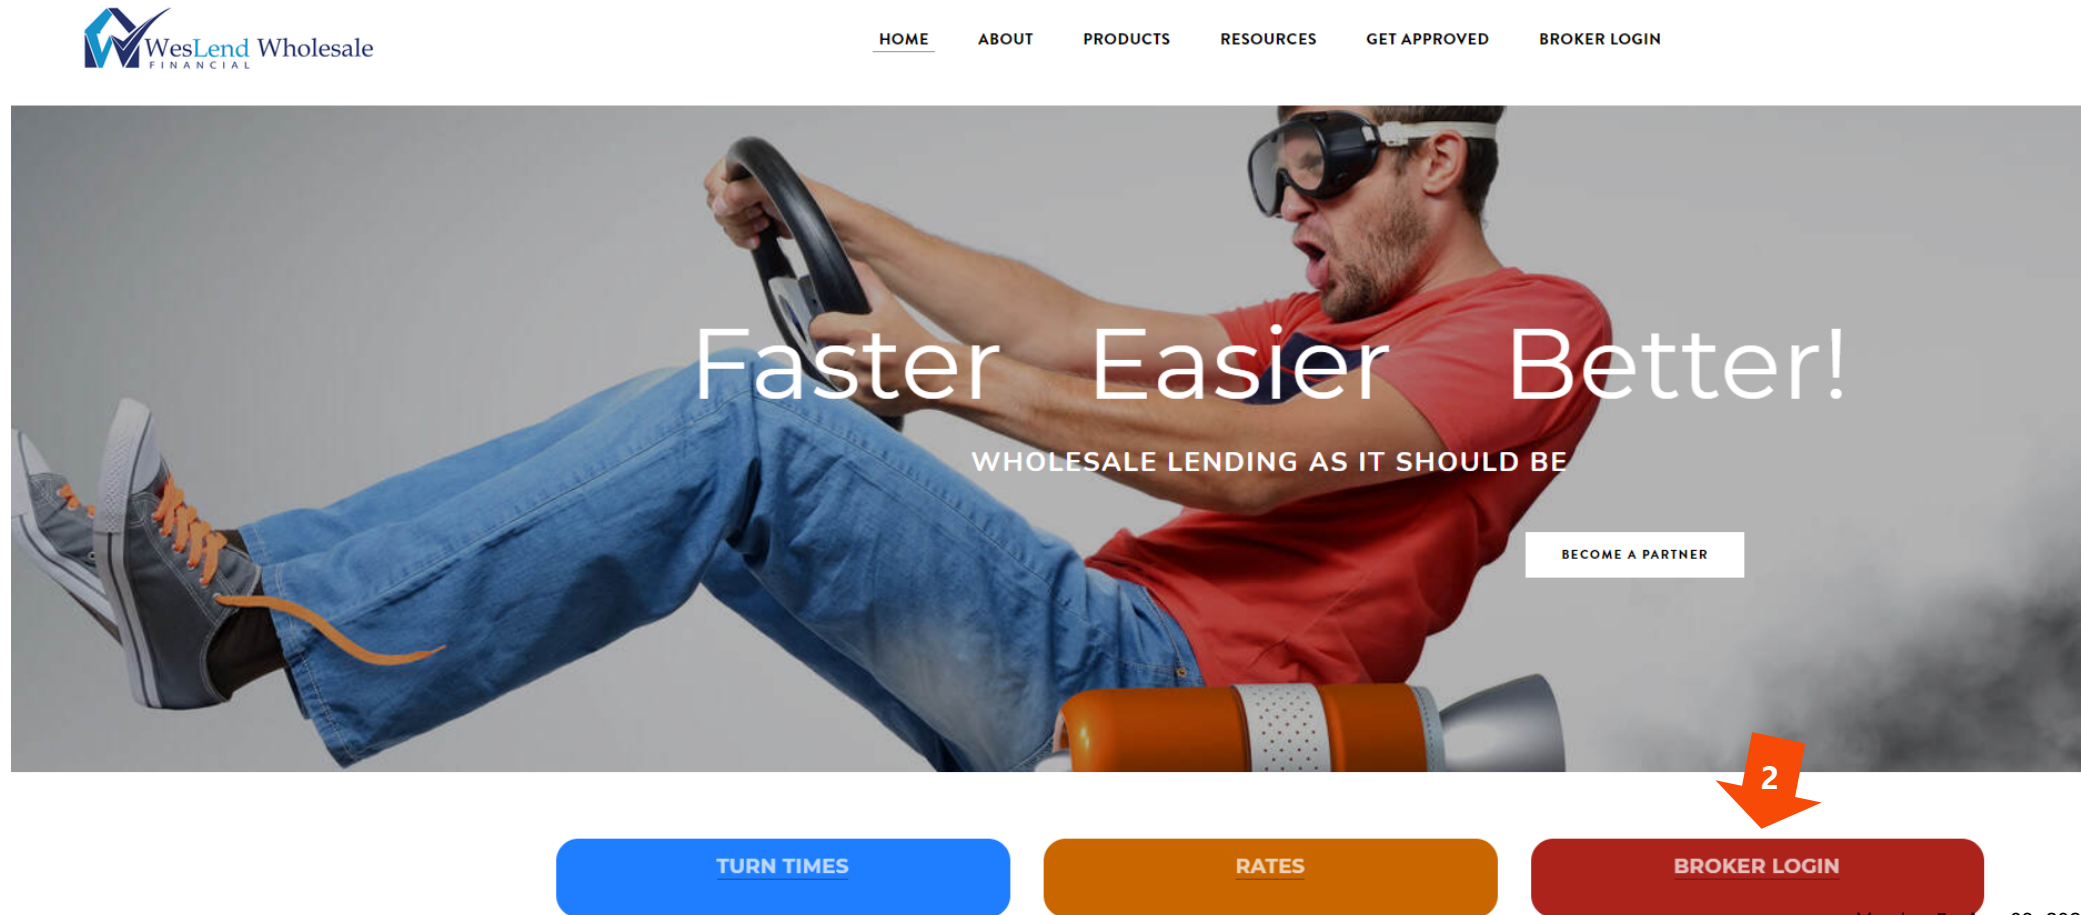 WesLend Wholesale
FINANCIAL
HOME ABOUT PRODUCTS RESOURCES GET APPROVED BROKER LOGIN
Faster Easier Better!
WHOLESALE LENDING AS IT SHOULD BE
BECOME A PARTNER
2
TURN TIMES RATES BROKER LOGIN